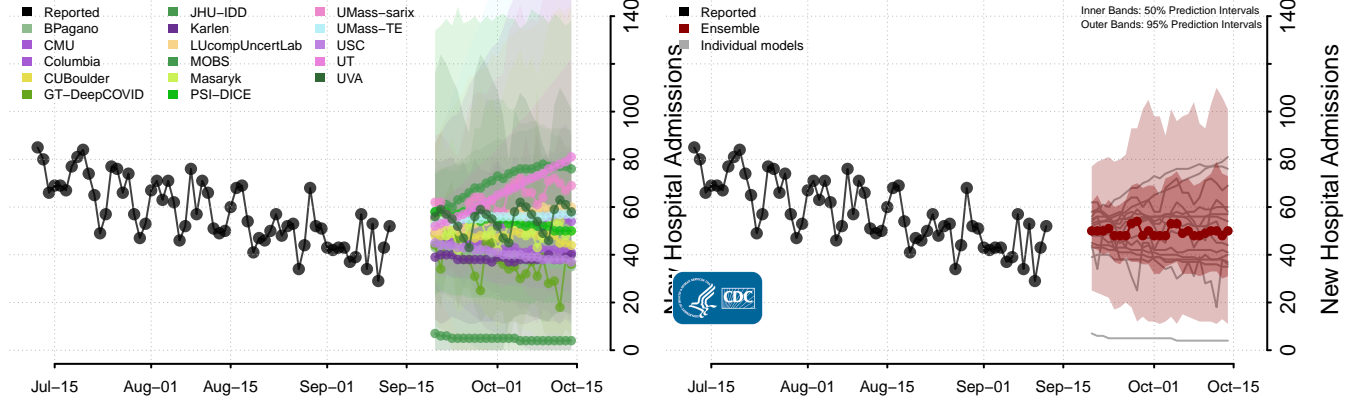 Reported
BPagano
CMU
Columbia
CUBoulder
GT–DeepCOVID
JHU–IDD
Karlen
LUcompUncertLab
MOBS
Masaryk
PSI–DICE
UMass–sarix
UMass–TE
USC
UT
UVA
0
20
40
60
80
100
140
New Hospital Admissions
Jul–15
Aug–01
Aug–15
Sep–01
Sep–15
Oct–01
Oct–15
Reported
Ensemble
Individual models
Inner Bands: 50% Prediction Intervals
Outer Bands: 95% Prediction Intervals
CDC
0
20
40
60
80
100
140
New Hospital Admissions
Jul–15
Aug–01
Aug–15
Sep–01
Sep–15
Oct–01
Oct–15